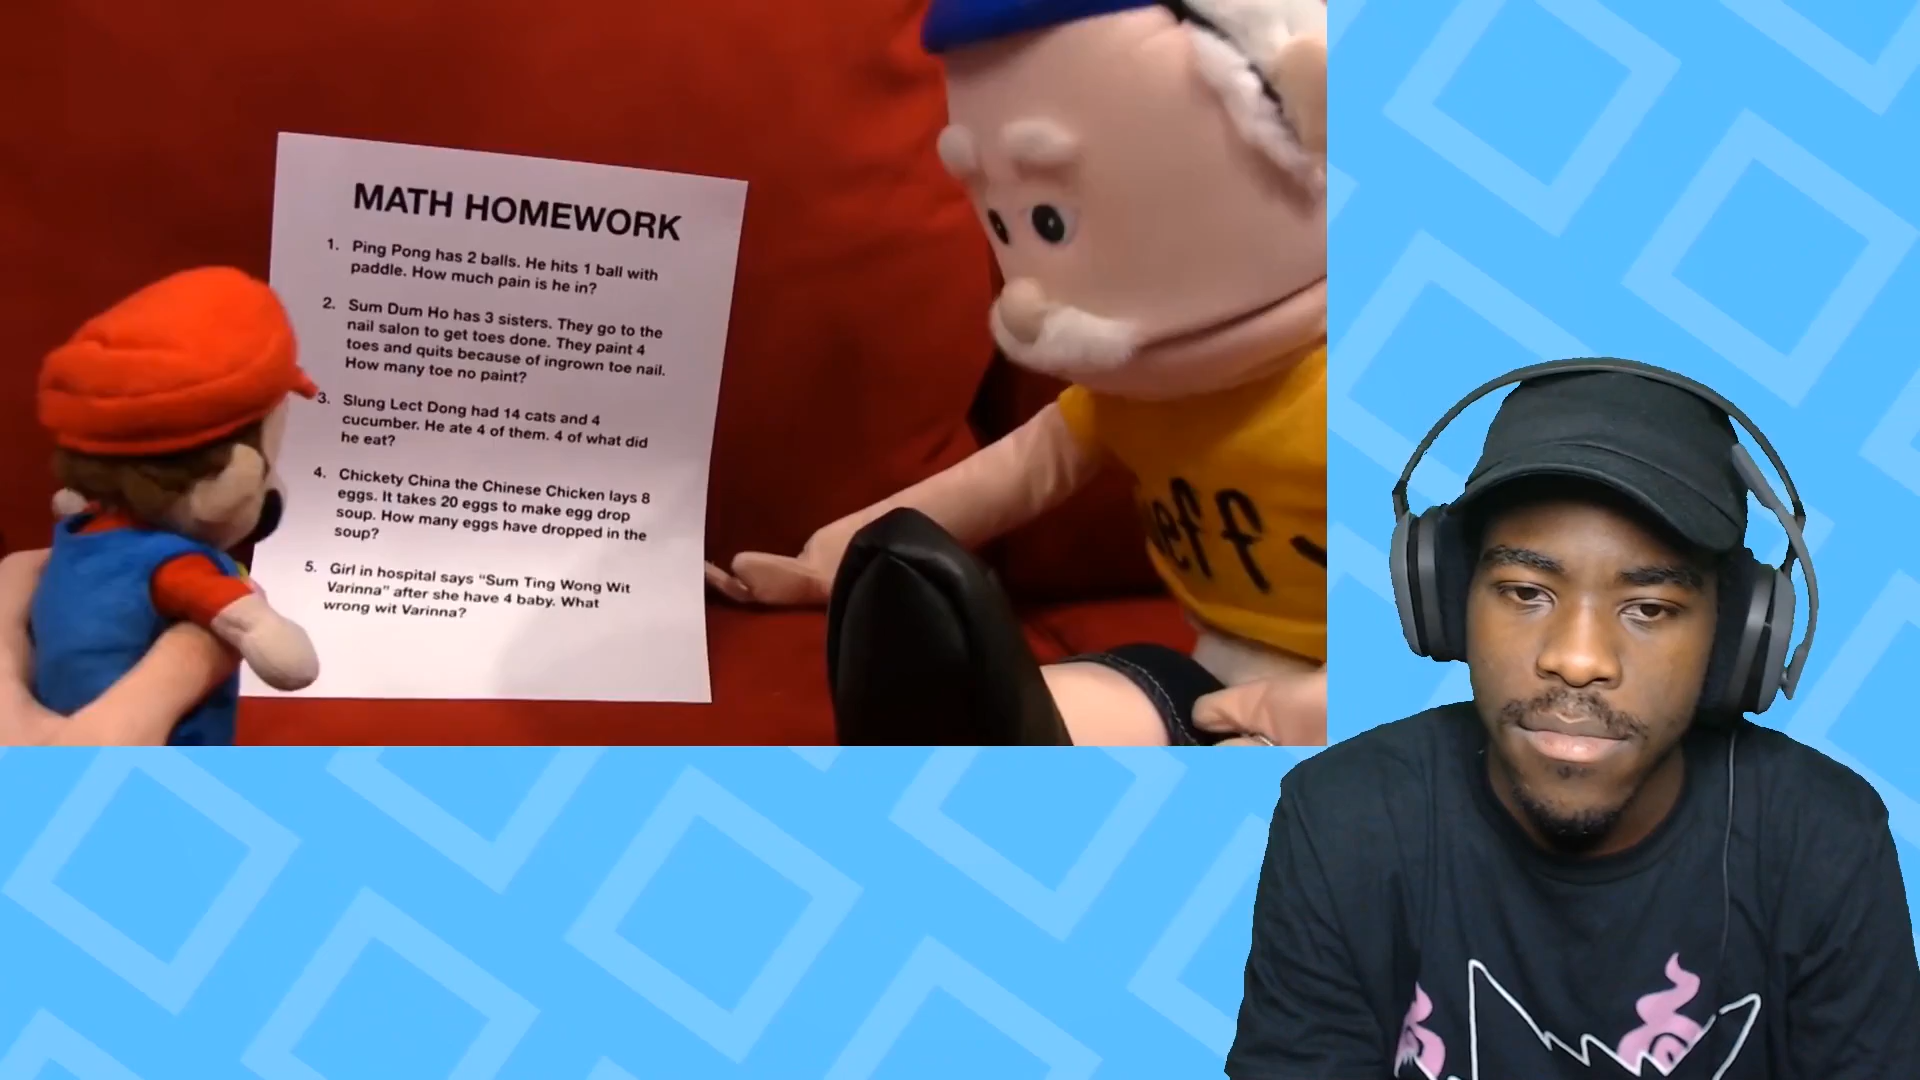 MATH HOMEWORK
1. Ping Pong has 2 balls. He hits 1 ball with
paddle. How much pain is he in?
2. Sum Dum Ho has 3 sisters. They go to the
nail salon to get toes done. They paint 4
toes and quits because of ingrown toe nail.
How many toe no paint?
3. Slung Lect Dong had 14 cats and 4
cucumber. He ate 4 of them. 4 of what did
he eat?
4. Chickety China the Chinese Chicken lays 8
eggs. It takes 20 eggs to make egg drop
soup. How many eggs have dropped in the
soup?
5. Girl in hospital says “Sum Ting Wong Wit
Varinna” after she have 4 baby. What
wrong wit Varinna?
eff